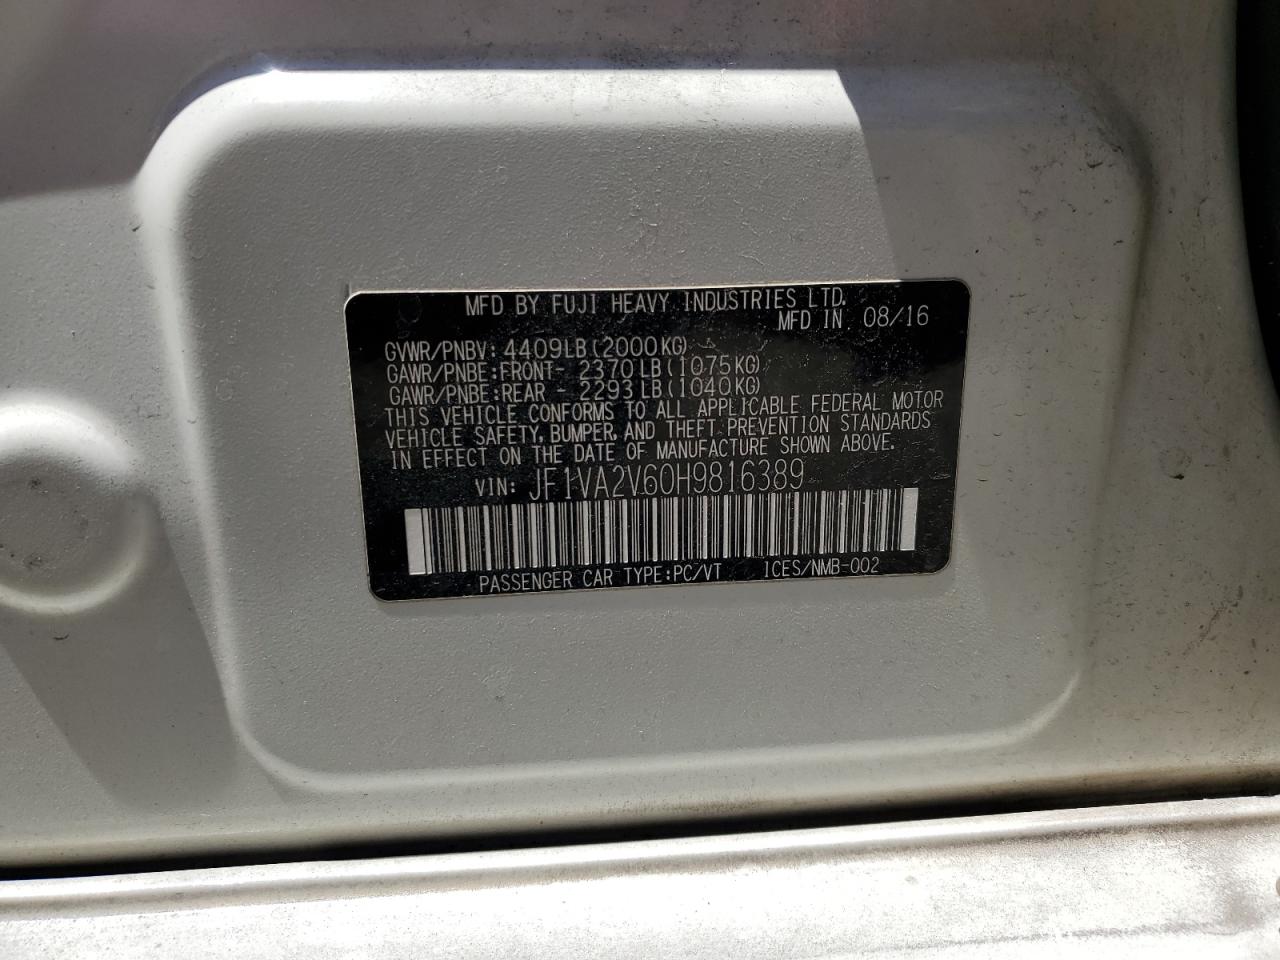 MFD BY FUJI HEAVY INDUSTRIES LTD.
MFD IN 08/16
GVWR/PNBV: 4409LB(2000KG)
GAWR/PNBE:FRONT- 2370LB(1075KG)
GAWR/PNBE:REAR - 2293LB(1040KG)
THIS VEHICLE CONFORMS TO ALL APPLICABLE FEDERAL MOTOR
VEHICLE SAFETY, BUMPER, AND THEFT PREVENTION STANDARDS
IN EFFECT ON THE DATE OF MANUFACTURE SHOWN ABOVE.
VIN: JF1VA2V60H9816389
PASSENGER CAR TYPE:PC/VT ICES/NMB-002